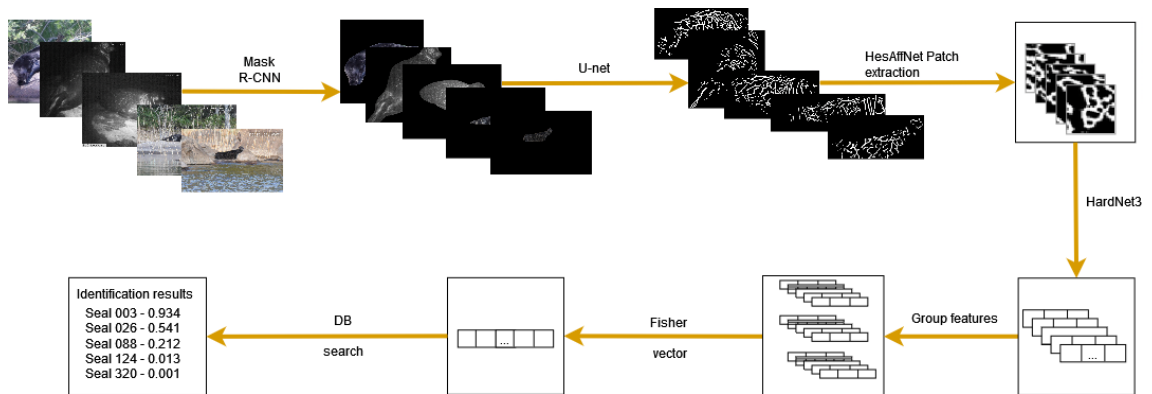 Mask
R-CNN
U-net
HesAffNet Patch
extraction
HardNet3
Group features
...
Fisher
vector
...
DB
search
Identification results
Seal 003 - 0.934
Seal 026 - 0.541
Seal 088 - 0.212
Seal 124 - 0.013
Seal 320 - 0.001